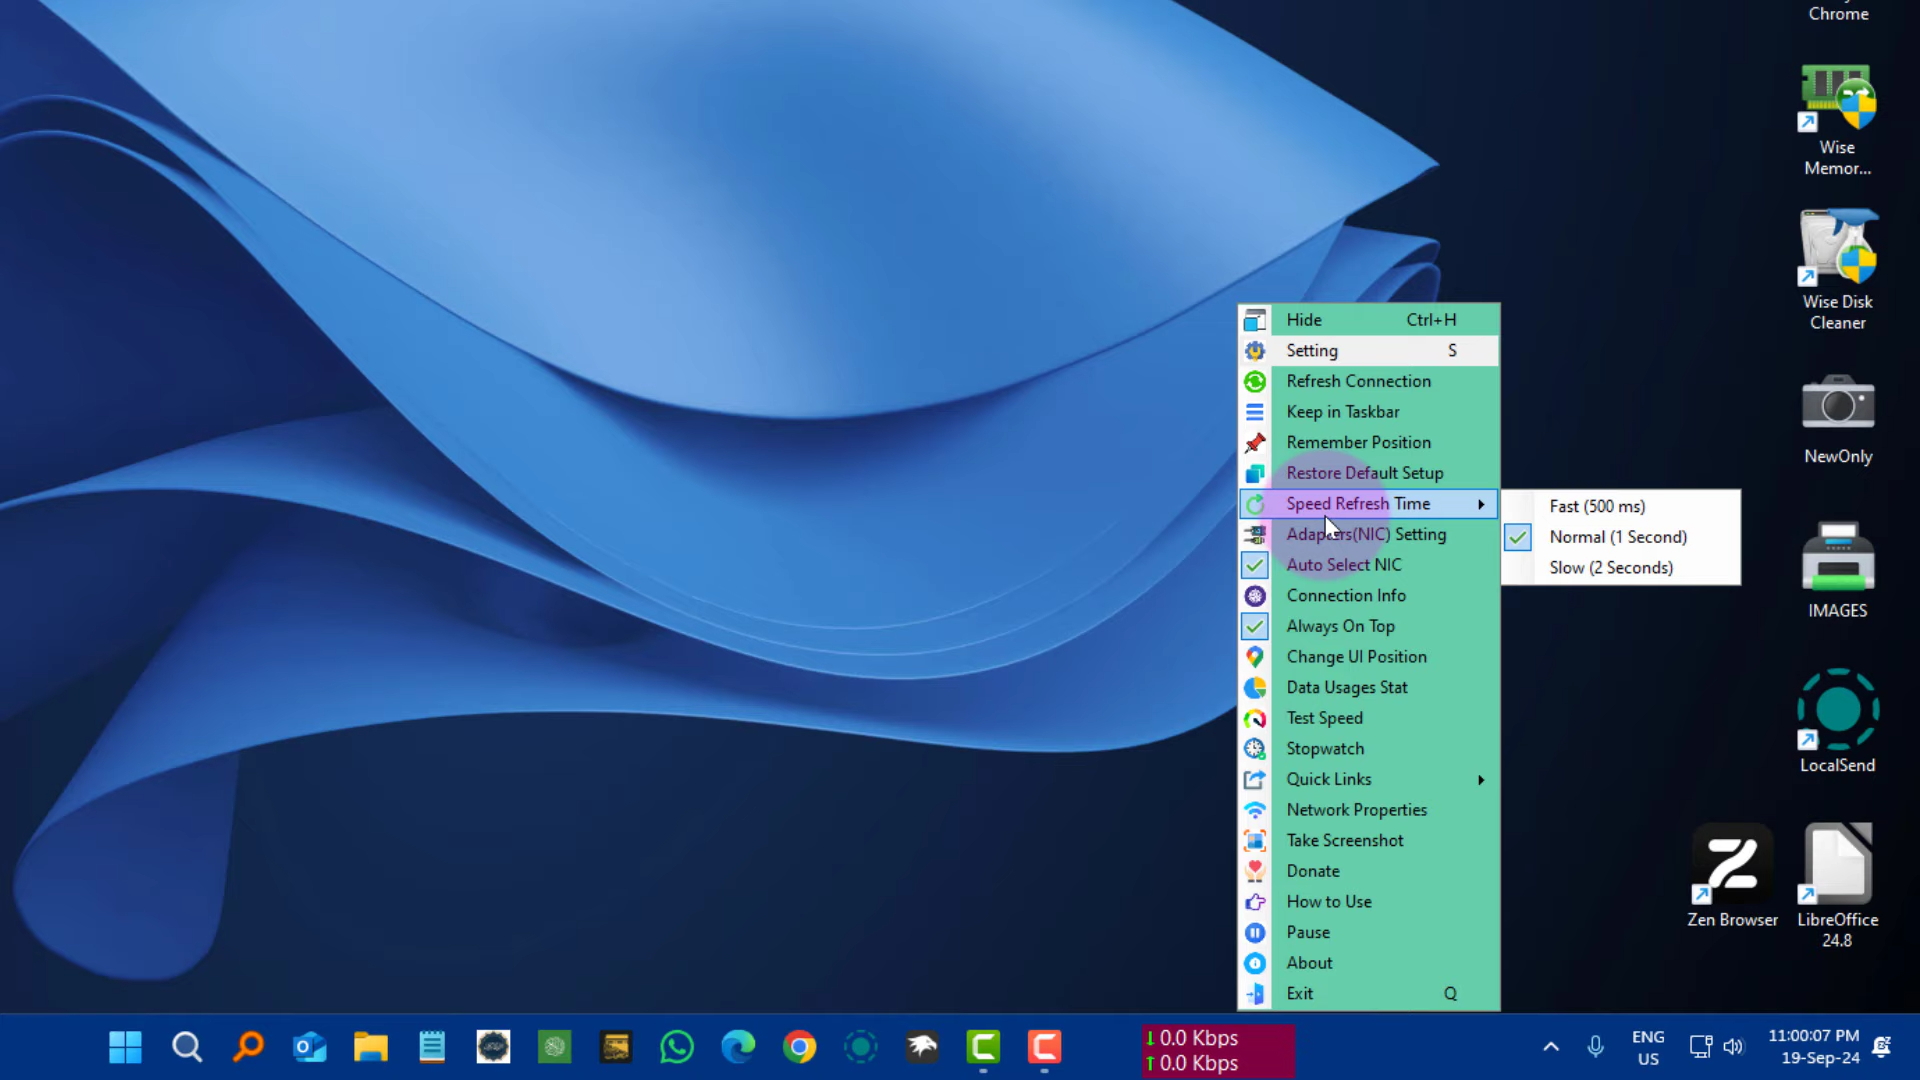 Chrome
Wise
Memor...
Wise Disk
Cleaner
NewOnly
IMAGES
LocalSend
Zen Browser
LibreOffice
24.8
Hide Ctrl+H
Setting S
Refresh Connection
Keep in Taskbar
Remember Position
Restore Default Setup
Speed Refresh Time
Adapters(NIC) Setting
Auto Select NIC
Connection Info
Always On Top
Change UI Position
Data Usages Stat
Test Speed
Stopwatch
Quick Links
Network Properties
Take Screenshot
Donate
How to Use
Pause
About
Exit Q
Fast (500 ms)
Normal (1 Second)
Slow (2 Seconds)
↓ 0.0 Kbps
↑ 0.0 Kbps
ENG
US
11:00:07 PM
19-Sep-24